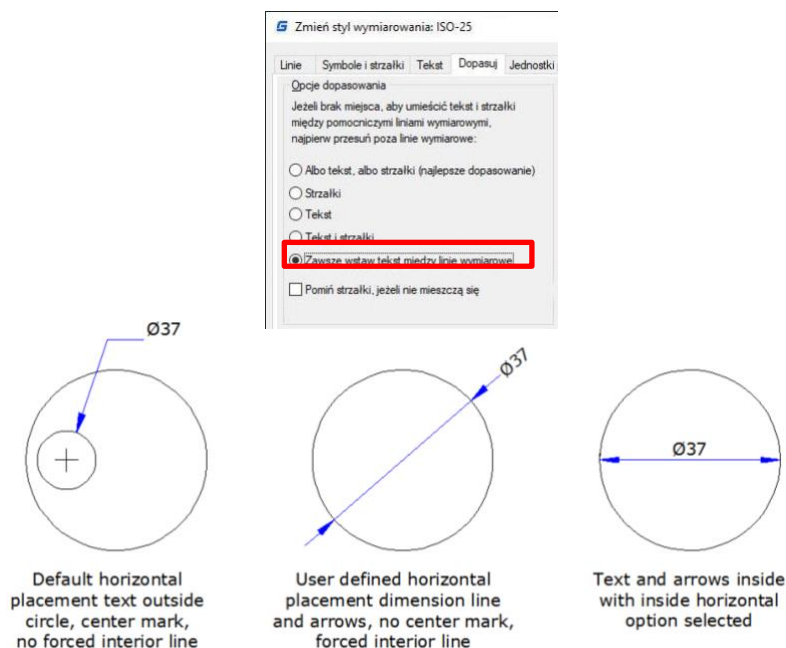 Zmień styl wymiarowania: ISO-25
Linie Symbole i strzałki Tekst Dopasuj Jednostki
Opcje dopasowania
Jeżeli brak miejsca, aby umieścić tekst i strzałki
między pomocniczymi liniami wymiarowymi,
najpierw przesuń poza linie wymiarowe:
Albo tekst, albo strzałki (najlepsze dopasowanie)
Strzałki
Tekst
Tekst i strzałki
Zawsze wstaw tekst między linie wymiarowe
Pomiń strzałki, jeżeli nie mieszczą się
Ø37
Ø37
Ø37
Default horizontal
placement text outside
circle, center mark,
no forced interior line
User defined horizontal
placement dimension line
and arrows, no center mark,
forced interior line
Text and arrows inside
with inside horizontal
option selected